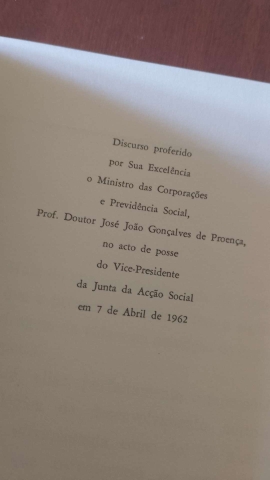 Discurso proferido
por Sua Excelência
o Ministro das Corporações
e Previdência Social,
Prof. Doutor José João Gonçalves de Proença,
no acto de posse
do Vice-Presidente
da Junta da Acção Social
em 7 de Abril de 1962